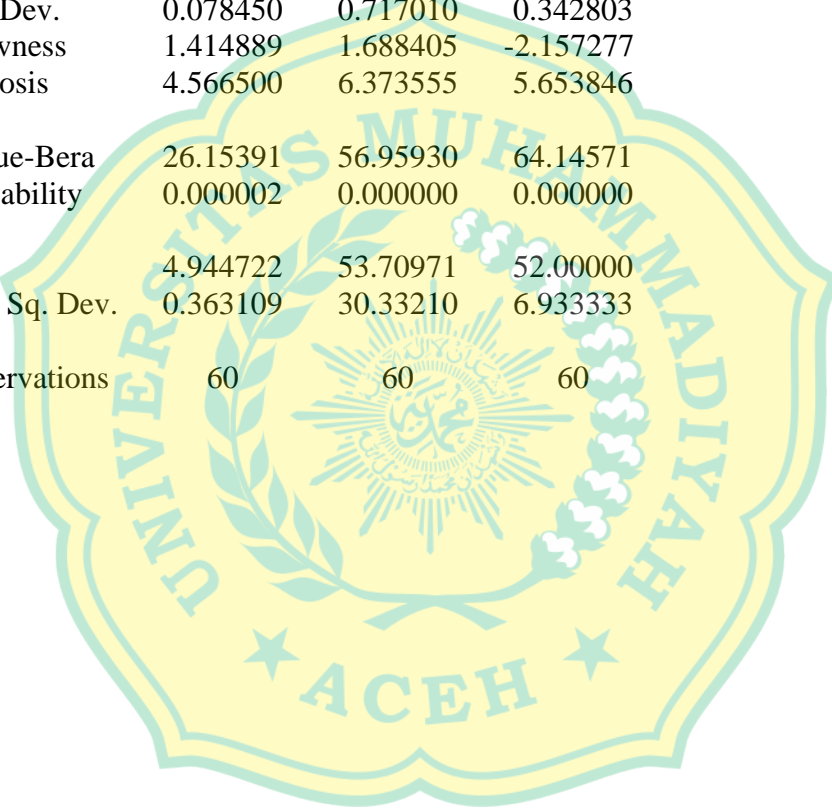 Dev. 0.078450 0.717010 0.342803
wness 1.414889 1.688405 -2.157277
osis 4.566500 6.373555 5.653846
ue-Bera 26.15391 56.95930 64.14571
ability 0.000002 0.000000 0.000000
4.944722 53.70971 52.00000
Sq. Dev. 0.363109 30.33210 6.933333
ervations 60 60 60
UNIVERSITAS MUHAMMADIYAH
ACEH